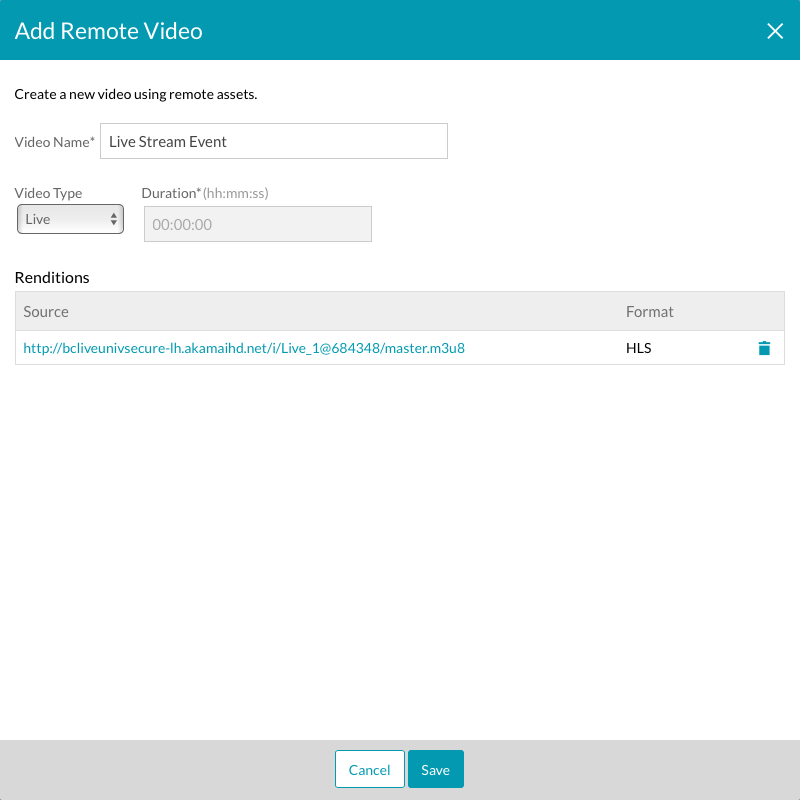 Add Remote Video
Create a new video using remote assets.
Video Name* Live Stream Event
Video Type Duration* (hh:mm:ss)
Live 00:00:00
Renditions
Source Format
http://bcliveunivsecure-lh.akamaihd.net/i/Live_1@684348/master.m3u8 HLS
Cancel Save